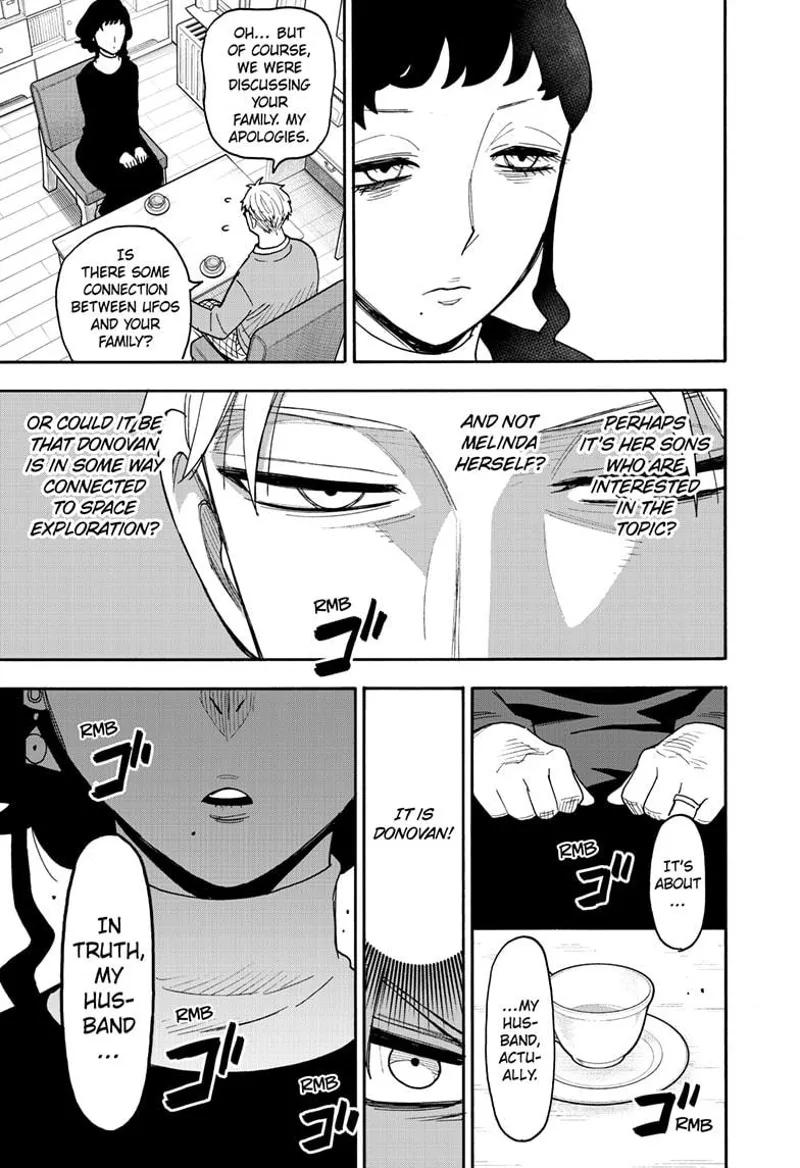 OH... BUT
OF COURSE,
WE WERE
DISCUSSING
YOUR
FAMILY. MY
APOLOGIES.
IS
THERE SOME
CONNECTION
BETWEEN UFOS
AND YOUR
FAMILY?
PERHAPS
IT'S HER SONS
WHO ARE
INTERESTED
IN THE
TOPIC?
AND NOT
MELINDA
HERSELF?
OR COULD IT BE
THAT DONOVAN
IS IN SOME WAY
CONNECTED
TO SPACE
EXPLORATION?
RMB
ゴ
IT'S
ABOUT
...
RMB
ゴ
...MY
HUS-
BAND,
ACTU-
ALLY.
ゴ
RMB
IT IS
DONOVAN!
RMB
ゴ
IN
TRUTH,
MY
HUS-
BAND
...
RMB
ゴ
RMB
ゴ